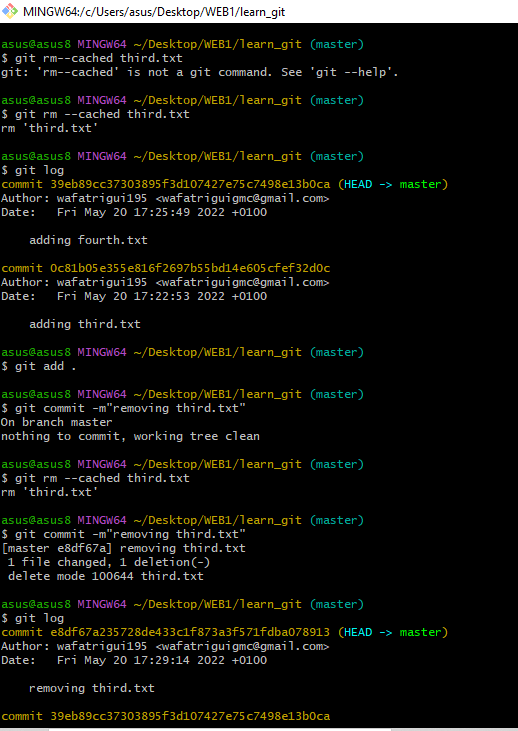 MINGW64:/c/Users/asus/Desktop/WEB1/learn_git
asus@asus8 MINGW64 ~/Desktop/WEB1/learn_git (master)
$ git rm--cached third.txt
git: 'rm--cached' is not a git command. See 'git --help'.
asus@asus8 MINGW64 ~/Desktop/WEB1/learn_git (master)
$ git rm --cached third.txt
rm 'third.txt'
asus@asus8 MINGW64 ~/Desktop/WEB1/learn_git (master)
$ git log
commit 39eb89cc37303895f3d107427e75c7498e13b0ca (HEAD -> master)
Author: wafatrigui195 <wafatriguigmc@gmail.com>
Date:   Fri May 20 17:25:49 2022 +0100
    adding fourth.txt
commit 0c81b05e355e816f2697b55bd14e605cfef32d0c
Author: wafatrigui195 <wafatriguigmc@gmail.com>
Date:   Fri May 20 17:22:53 2022 +0100
    adding third.txt
asus@asus8 MINGW64 ~/Desktop/WEB1/learn_git (master)
$ git add .
asus@asus8 MINGW64 ~/Desktop/WEB1/learn_git (master)
$ git commit -m"removing third.txt"
On branch master
nothing to commit, working tree clean
asus@asus8 MINGW64 ~/Desktop/WEB1/learn_git (master)
$ git rm --cached third.txt
rm 'third.txt'
asus@asus8 MINGW64 ~/Desktop/WEB1/learn_git (master)
$ git commit -m"removing third.txt"
[master e8df67a] removing third.txt
 1 file changed, 1 deletion(-)
 delete mode 100644 third.txt
asus@asus8 MINGW64 ~/Desktop/WEB1/learn_git (master)
$ git log
commit e8df67a235728de433c1f873a3f571fdba078913 (HEAD -> master)
Author: wafatrigui195 <wafatriguigmc@gmail.com>
Date:   Fri May 20 17:29:14 2022 +0100
    removing third.txt
commit 39eb89cc37303895f3d107427e75c7498e13b0ca